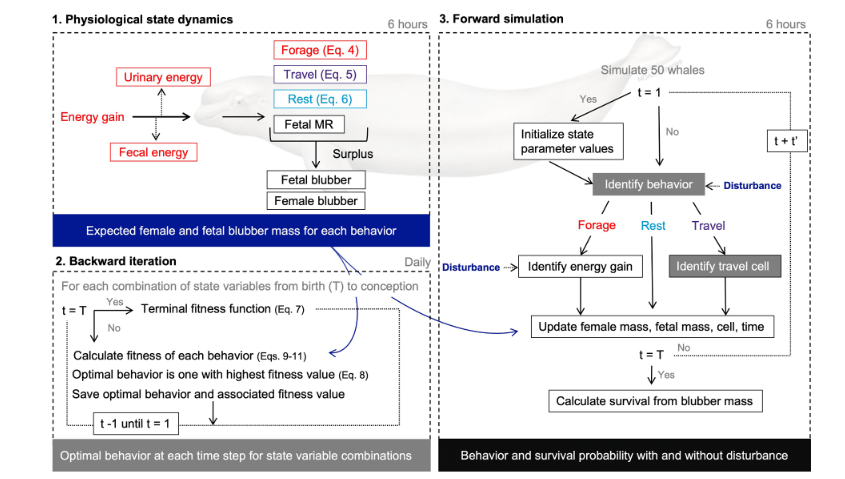 1. Physiological state dynamics
6 hours
Forage (Eq. 4)
Urinary energy
Travel (Eq. 5)
Rest (Eq. 6)
Energy gain
Fetal MR
Fecal energy
Surplus
Fetal blubber
Female blubber
Expected female and fetal blubber mass for each behavior
2. Backward iteration
Daily
For each combination of state variables from birth (T) to conception
t = T
Yes
Terminal fitness function (Eq. 7)
No
Calculate fitness of each behavior (Eqs. 9-11)
Optimal behavior is one with highest fitness value (Eq. 8)
Save optimal behavior and associated fitness value
t -1 until t = 1
Optimal behavior at each time step for state variable combinations
3. Forward simulation
6 hours
Simulate 50 whales
t = 1
Yes
No
Initialize state
parameter values
t + t'
Identify behavior
Disturbance
Forage
Rest
Travel
Disturbance
Identify energy gain
Identify travel cell
Update female mass, fetal mass, cell, time
t = T
No
Yes
Calculate survival from blubber mass
Behavior and survival probability with and without disturbance